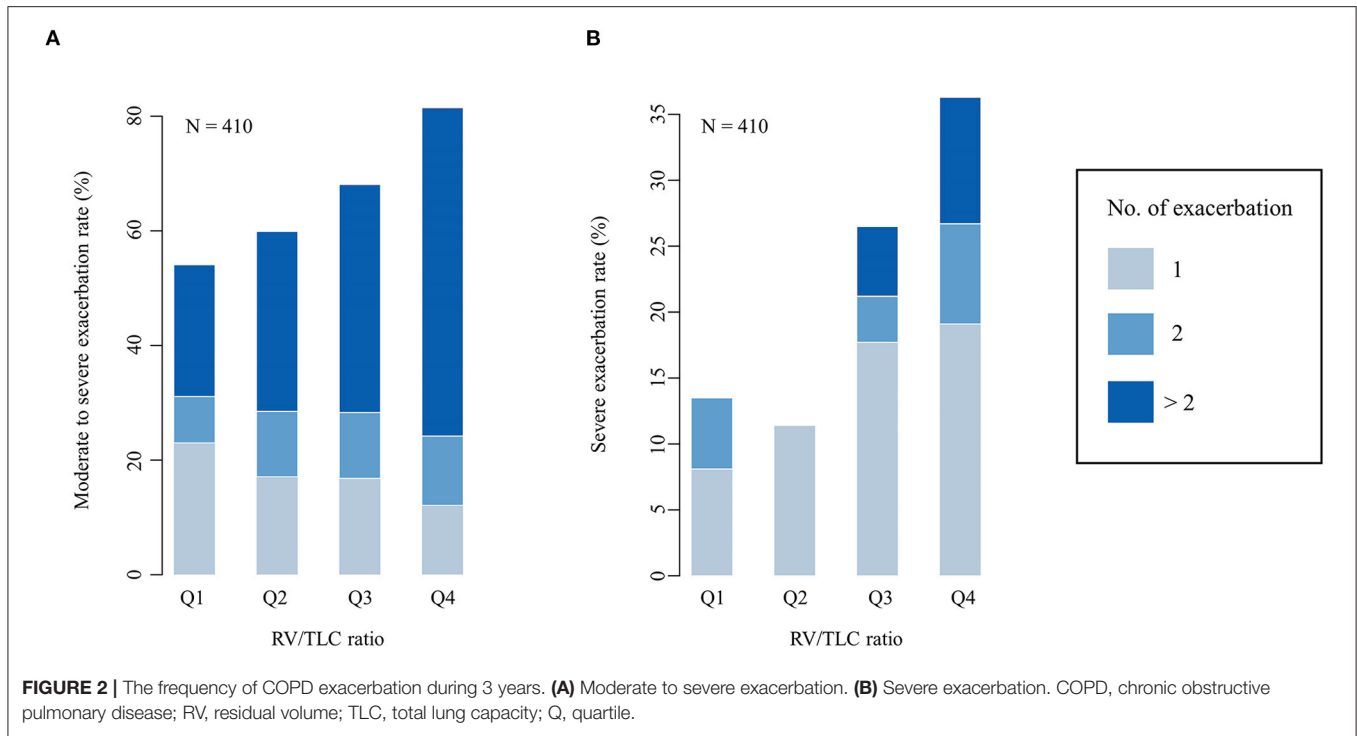 A
Moderate to severe exacerbation rate (%)
0
20
40
60
80
N = 410
Q1 Q2 Q3 Q4
RV/TLC ratio
B
Severe exacerbation rate (%)
0
5
10
15
20
25
30
35
N = 410
Q1 Q2 Q3 Q4
RV/TLC ratio
No. of exacerbation
1
2
> 2
FIGURE 2 | The frequency of COPD exacerbation during 3 years. (A) Moderate to severe exacerbation. (B) Severe exacerbation. COPD, chronic obstructive
pulmonary disease; RV, residual volume; TLC, total lung capacity; Q, quartile.